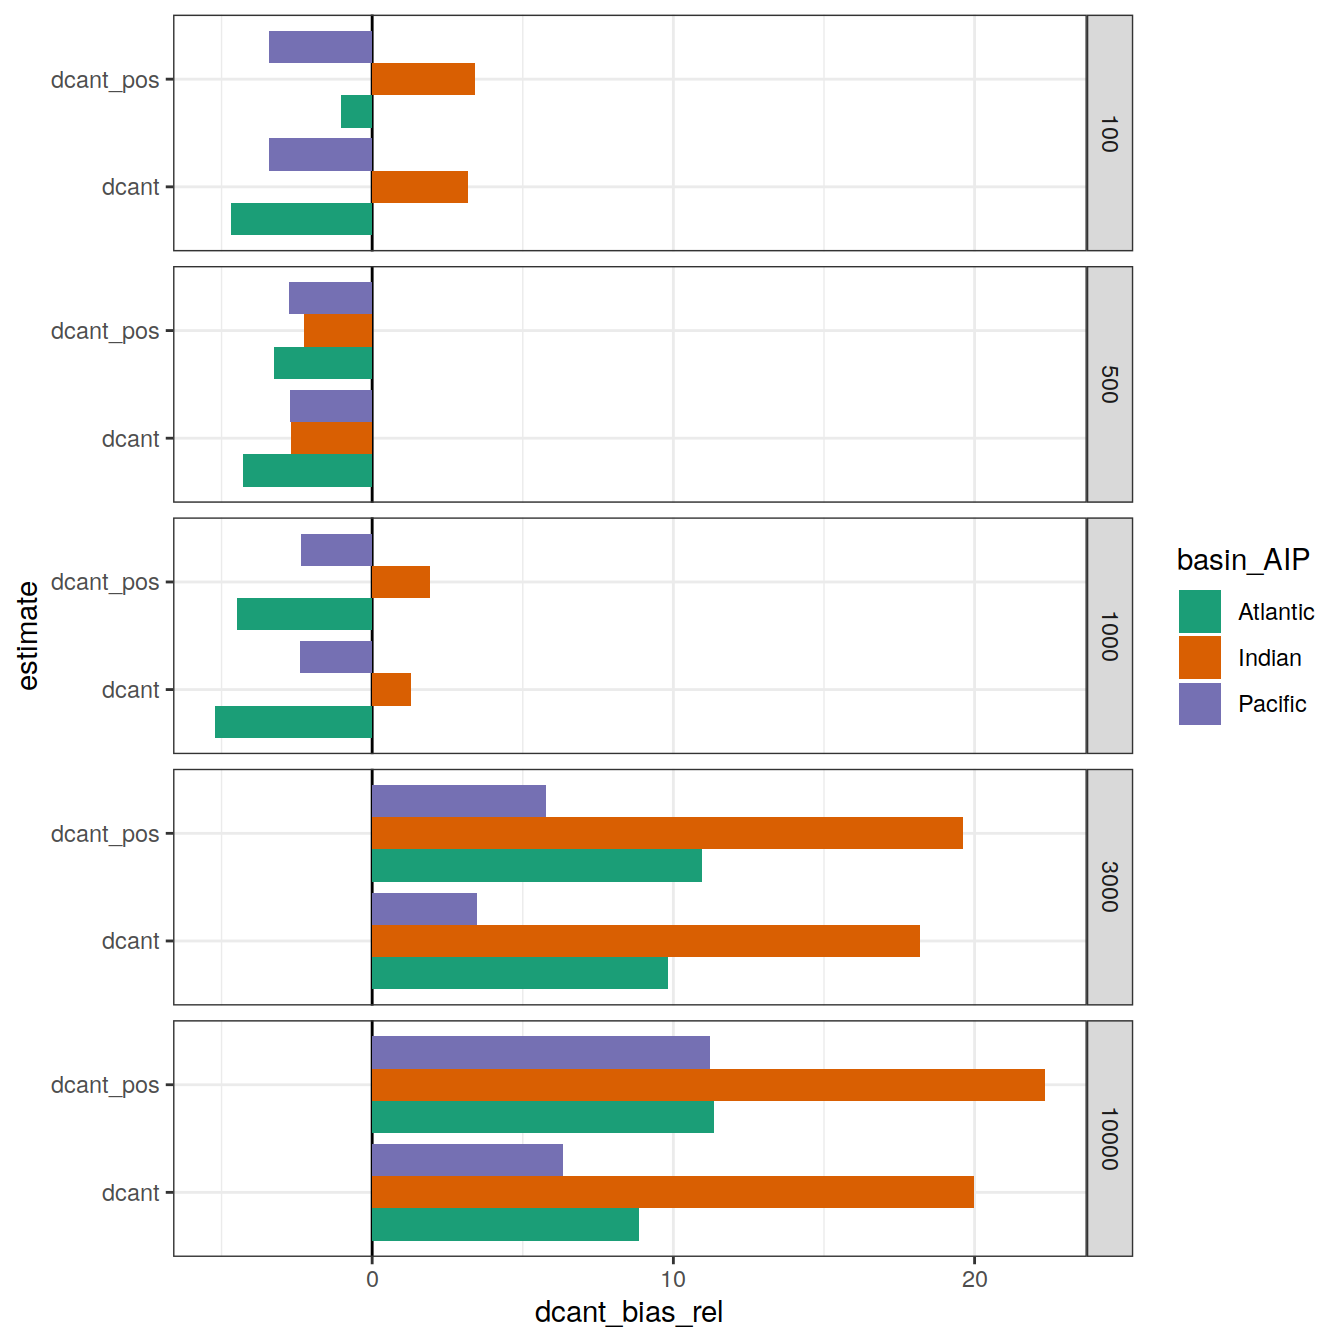 dcant_pos
dcant
100
dcant_pos
dcant
500
dcant_pos
dcant
1000
dcant_pos
dcant
3000
dcant_pos
dcant
10000
estimate
0
10
20
dcant_bias_rel
basin_AIP
Atlantic
Indian
Pacific